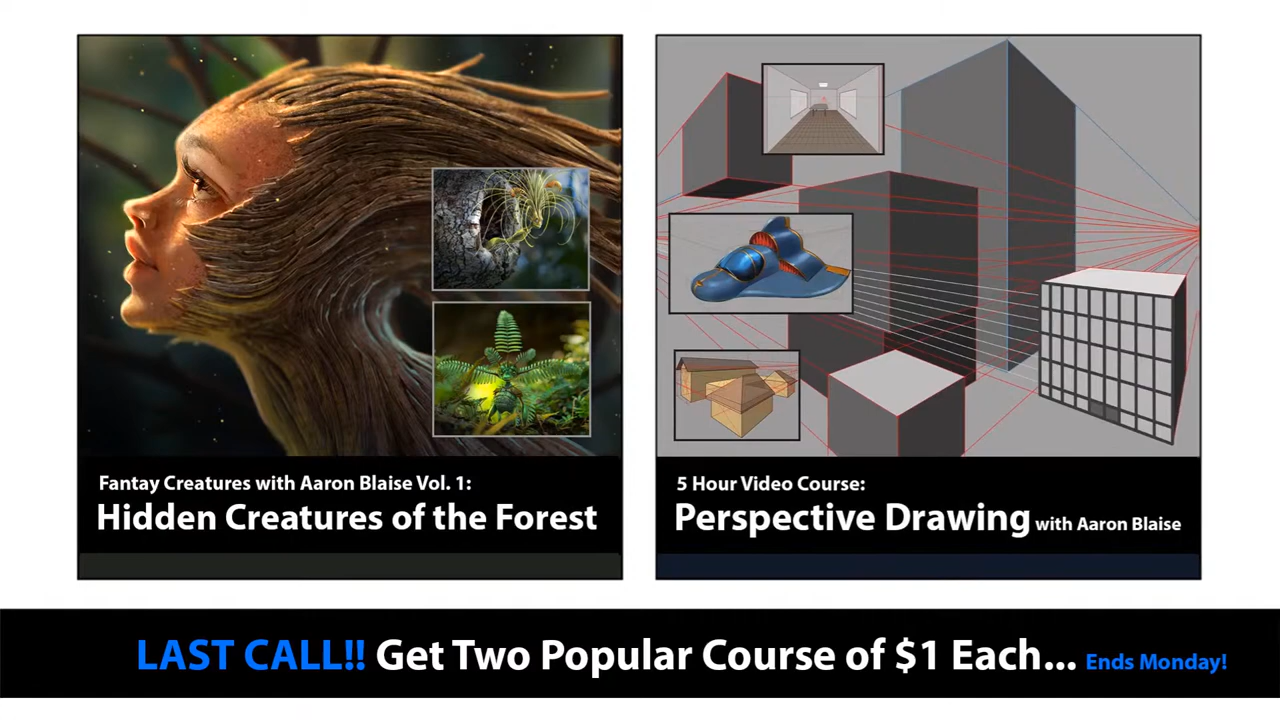 Fantay Creatures with Aaron Blaise Vol. 1:
Hidden Creatures of the Forest
5 Hour Video Course:
Perspective Drawing with Aaron Blaise
LAST CALL!! Get Two Popular Course of $1 Each... Ends Monday!